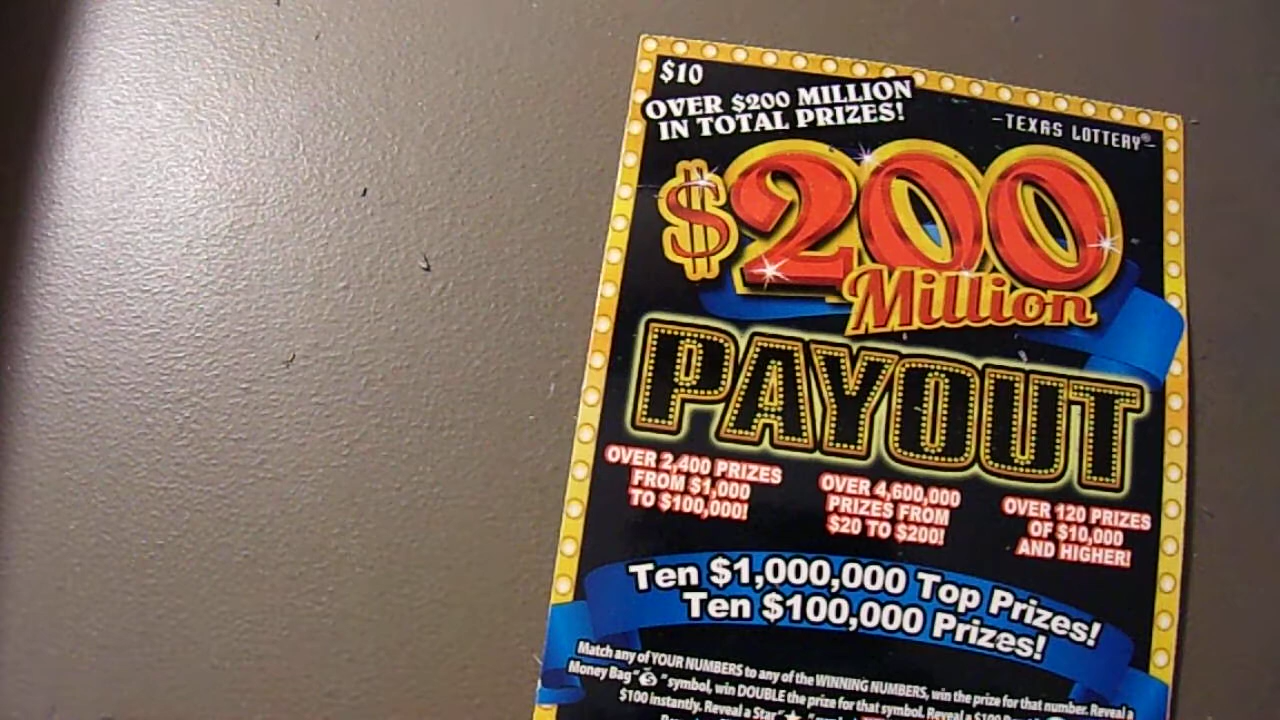 $10
OVER $200 MILLION
IN TOTAL PRIZES!
TEXAS LOTTERY®
$200
Million
PAYOUT
OVER 2,400 PRIZES
FROM $1,000
TO $100,000!
OVER 4,600,000
PRIZES FROM
$20 TO $200!
OVER 120 PRIZES
OF $10,000
AND HIGHER!
Ten $1,000,000 Top Prizes!
Ten $100,000 Prizes!
Match any of YOUR NUMBERS to any of the WINNING NUMBERS, win the prize for that number. Reveal a
Money Bag " " symbol, win DOUBLE the prize for that symbol. Reveal a $100
$100 instantly. Reveal a Star " "